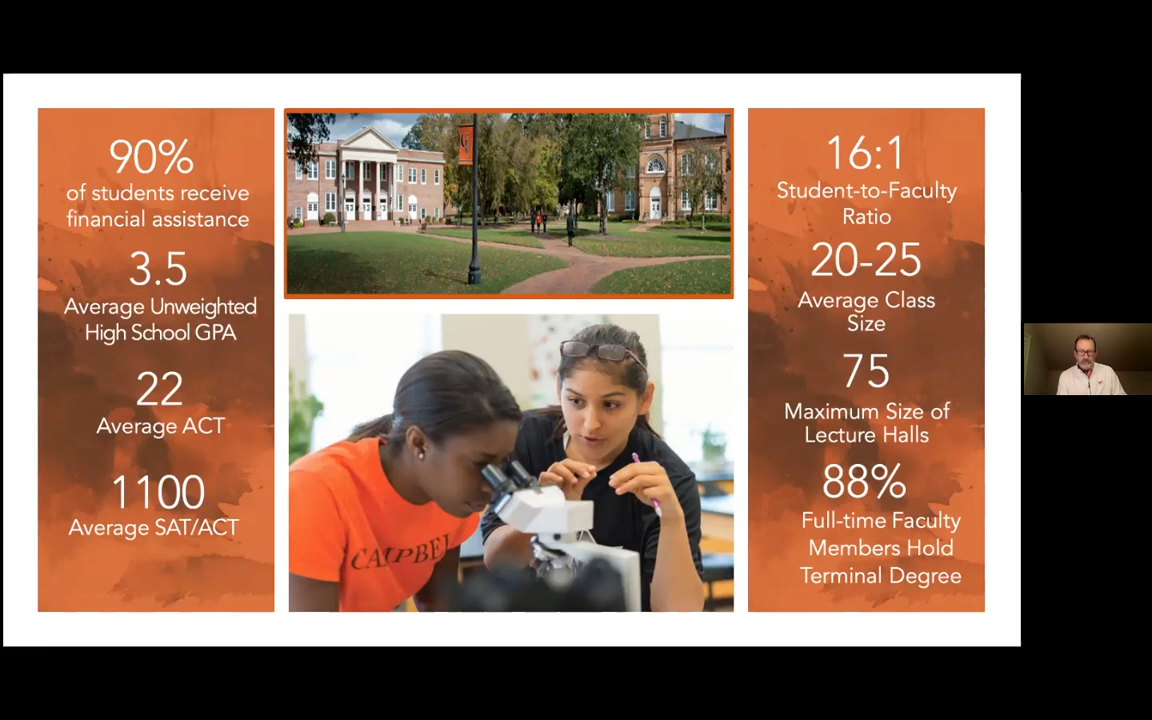 90%
of students receive
financial assistance
3.5
Average Unweighted
High School GPA
22
Average ACT
1100
Average SAT/ACT
CAMPBEL
16:1
Student-to-Faculty
Ratio
20-25
Average Class
Size
75
Maximum Size of
Lecture Halls
88%
Full-time Faculty
Members Hold
Terminal Degree